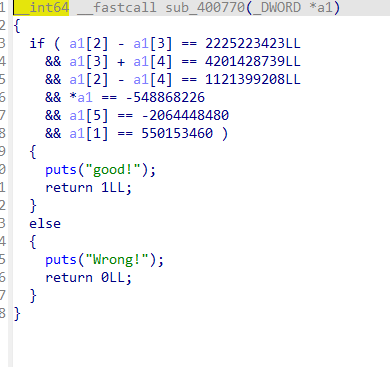 1 __int64 __fastcall sub_400770(_DWORD *a1)
2 {
3 if ( a1[2] - a1[3] == 2225223423LL
4 && a1[3] + a1[4] == 4201428739LL
5 && a1[2] - a1[4] == 1121399208LL
6 && *a1 == -548868226
7 && a1[5] == -2064448480
8 && a1[1] == 550153460 )
9 {
0 puts("good!");
1 return 1LL;
2 }
3 else
4 {
5 puts("Wrong!");
6 return 0LL;
7 }
8 }